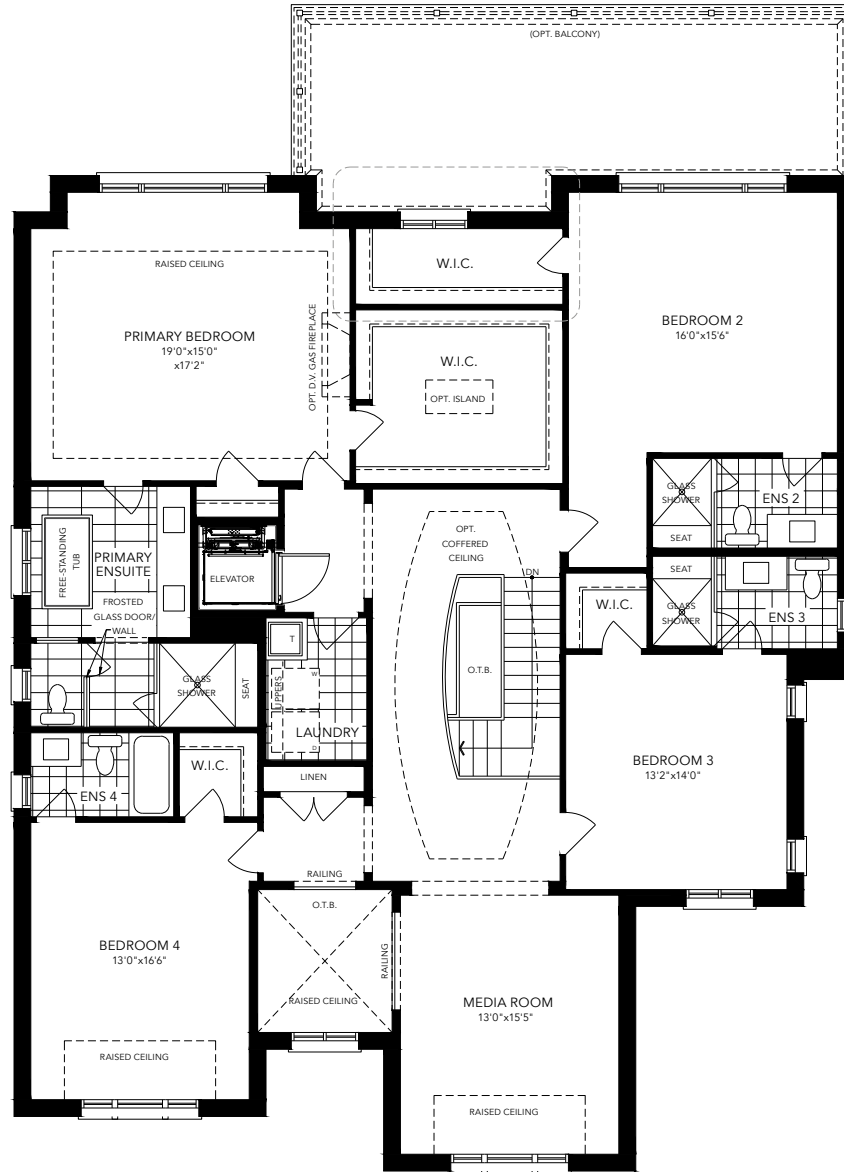 (OPT. BALCONY)
W.I.C.
RAISED CEILING
PRIMARY BEDROOM
19'0"x15'0"
x17'2"
OPT. D.V. GAS FIREPLACE
BEDROOM 2
16'0"x15'6"
W.I.C.
OPT. ISLAND
GLASS
SHOWER
SEAT
ENS 2
OPT.
COFFERED
CEILING
FREE-STANDING
TUB
PRIMARY
ENSUITE
ELEVATOR
DN
FROSTED
GLASS DOOR/
WALL
SEAT
GLASS
SHOWER
ENS 3
W.I.C.
T
W
UPPERS
D
LAUNDRY
O.T.B.
GLASS
SHOWER
SEAT
BEDROOM 3
13'2"x14'0"
W.I.C.
ENS 4
LINEN
RAILING
O.T.B.
RAILING
RAISED CEILING
BEDROOM 4
13'0"x16'6"
MEDIA ROOM
13'0"x15'5"
RAISED CEILING
RAISED CEILING